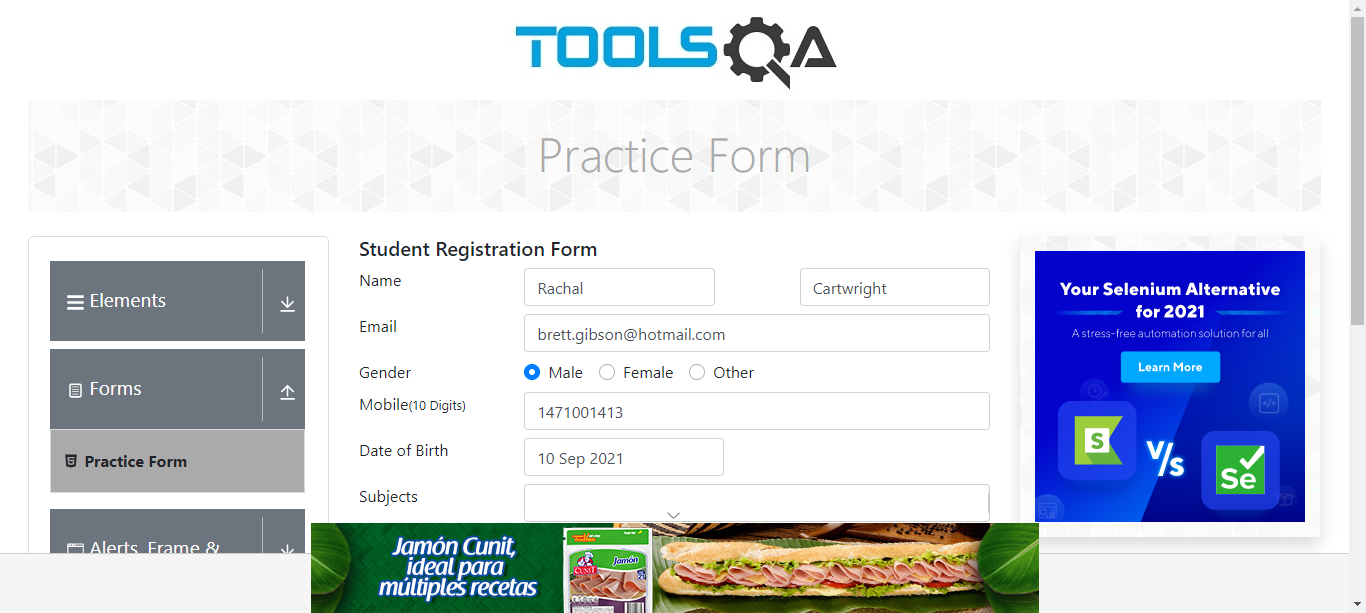 TOOLSQA
Practice Form
Elements
Forms
Practice Form
Alerts, Frame &
Student Registration Form
Name
Rachal
Cartwright
Email
brett.gibson@hotmail.com
Gender
Male
Female
Other
Mobile(10 Digits)
1471001413
Date of Birth
10 Sep 2021
Subjects
Your Selenium Alternative
for 2021
A stress-free automation solution for all
Learn More
S
V/s
Se
Jamón Cunit,
ideal para
múltiples recetas
CUNIT
Jamón